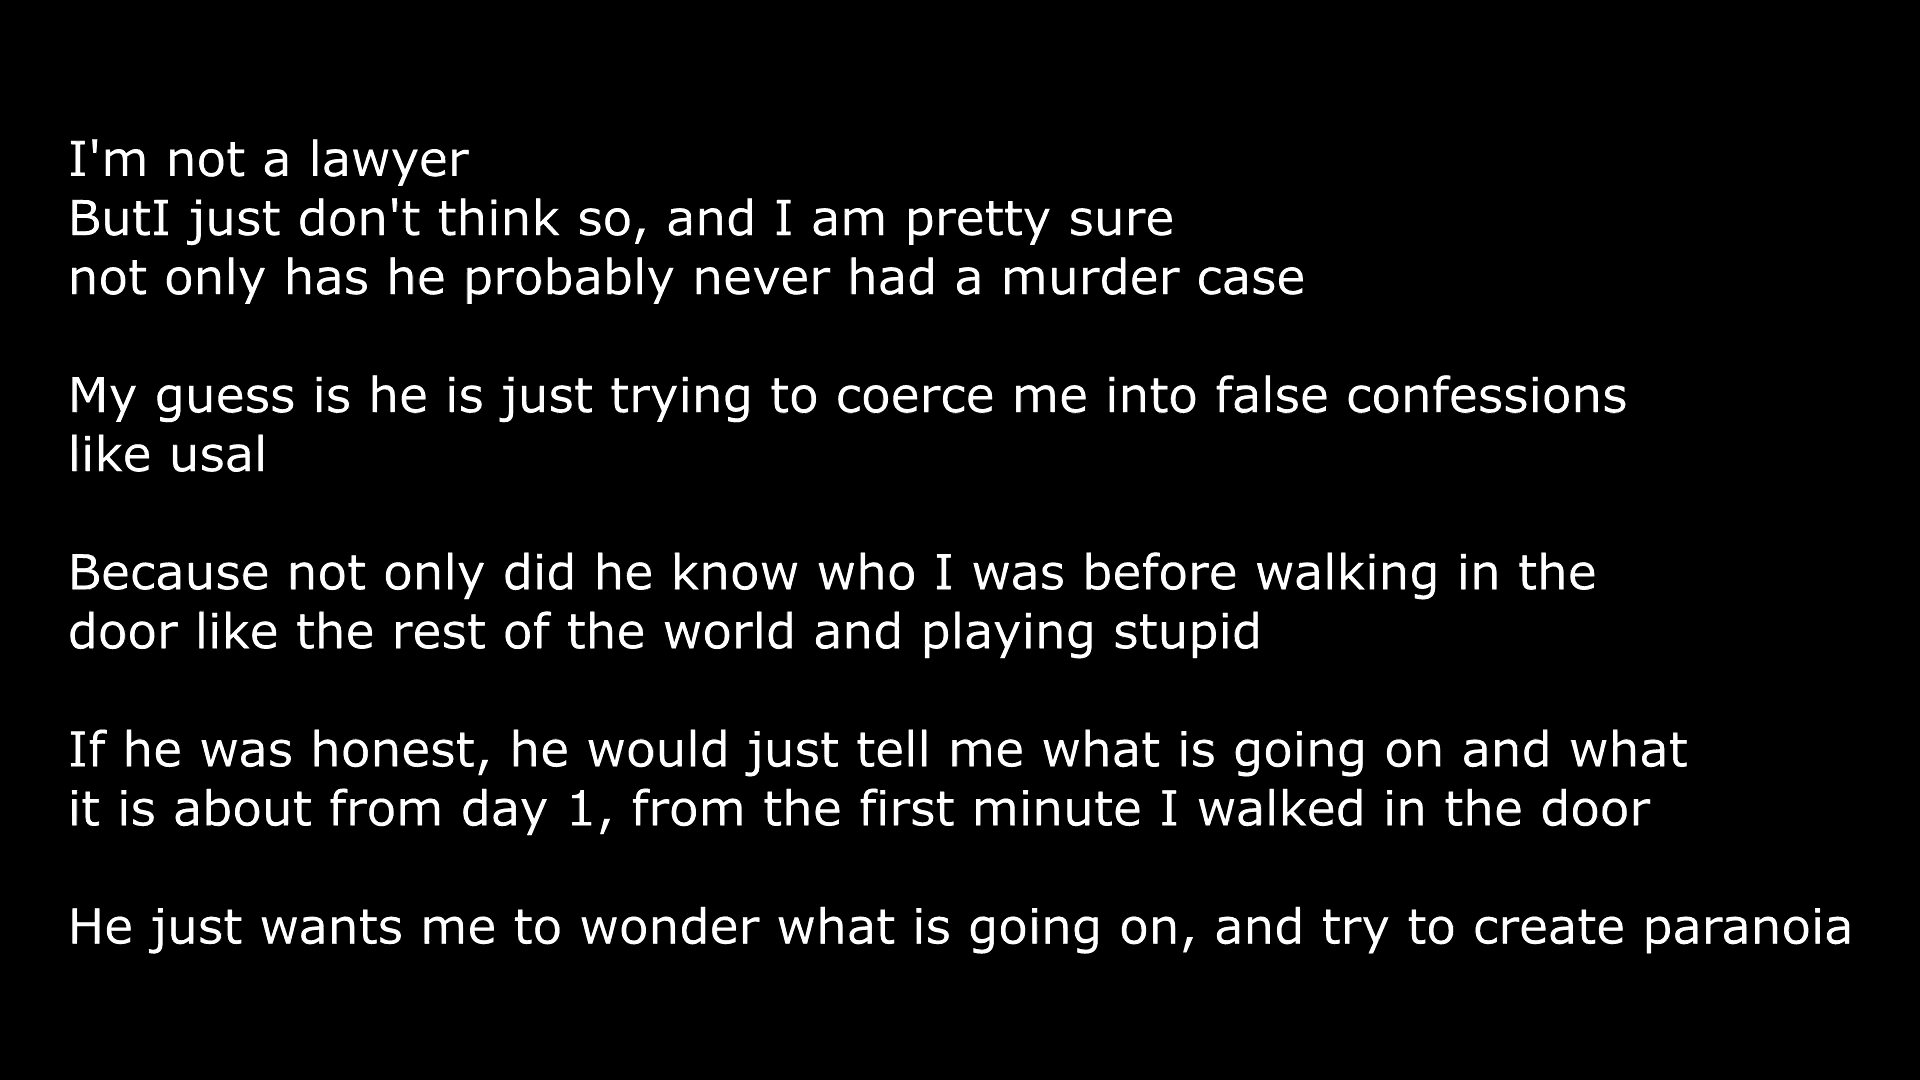 I'm not a lawyer
ButI just don't think so, and I am pretty sure
not only has he probably never had a murder case
My guess is he is just trying to coerce me into false confessions
like usal
Because not only did he know who I was before walking in the
door like the rest of the world and playing stupid
If he was honest, he would just tell me what is going on and what
it is about from day 1, from the first minute I walked in the door
He just wants me to wonder what is going on, and try to create paranoia